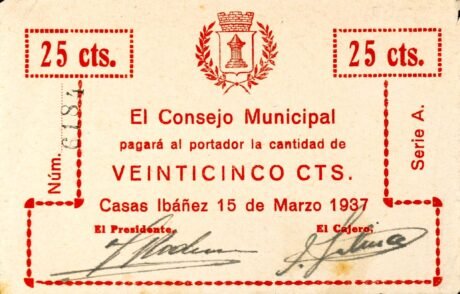 25 cts.
25 cts.
El Consejo Municipal
pagará al portador la cantidad de
VEINTICINCO CTS.
Casas Ibáñez 15 de Marzo 1937
El Presidente,
El Cajero,
Núm. 6184
Serie A.